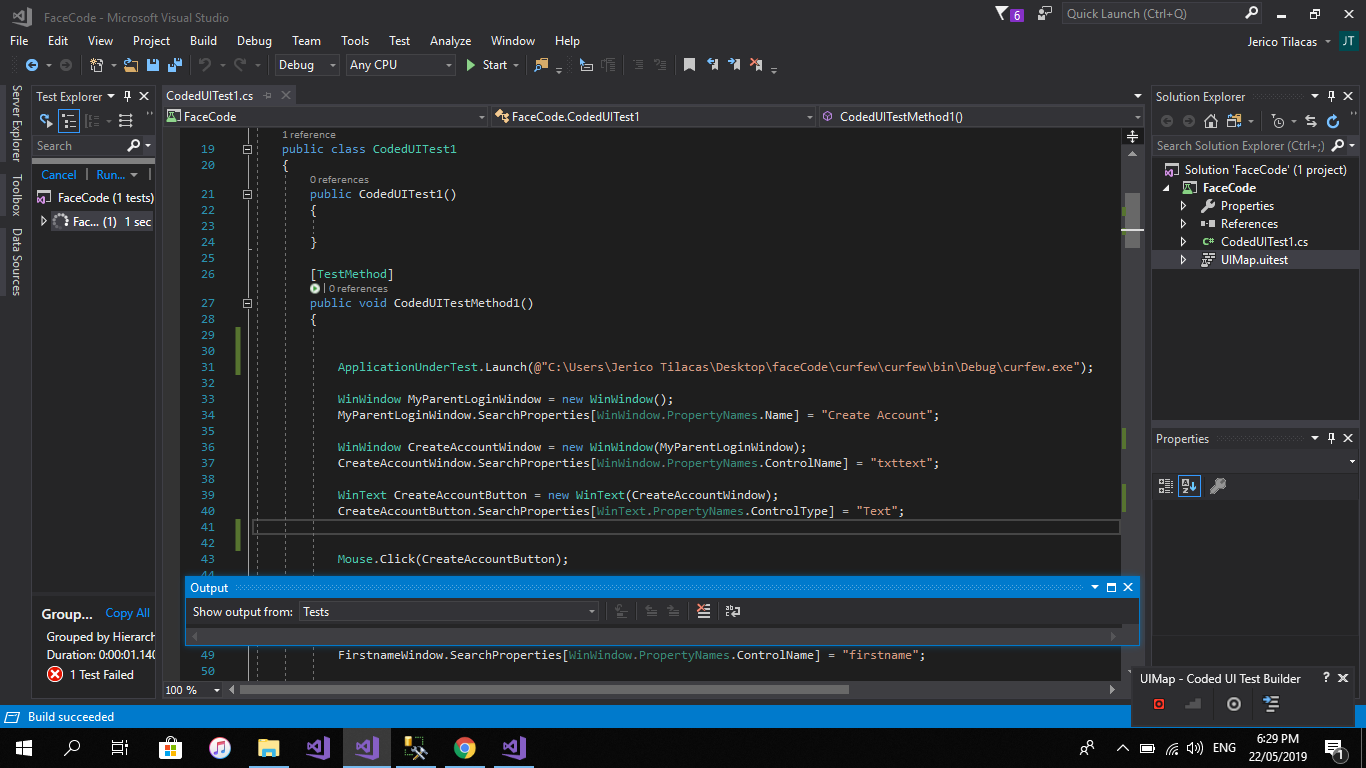 FaceCode - Microsoft Visual Studio
6
Quick Launch (Ctrl+Q)
File Edit View Project Build Debug Team Tools Test Analyze Window Help
Jerico Tilacas JT
Debug Any CPU Start
Server Explorer
Toolbox
Data Sources
Test Explorer
Search
Cancel Run...
FaceCode (1 tests)
Fac... (1) 1 sec
Group... Copy All
Grouped by Hierarch
Duration: 0:00:01.140
1 Test Failed
CodedUITest1.cs
FaceCode FaceCode.CodedUITest1 CodedUITestMethod1()
1 reference
19 public class CodedUITest1
20 {
0 references
21 public CodedUITest1()
22 {
23
24 }
25
26 [TestMethod]
0 references
27 public void CodedUITestMethod1()
28 {
29
30
31 ApplicationUnderTest.Launch(@"C:\Users\Jerico Tilacas\Desktop\faceCode\curfew\curfew\bin\Debug\curfew.exe");
32
33 WinWindow MyParentLoginWindow = new WinWindow();
34 MyParentLoginWindow.SearchProperties[WinWindow.PropertyNames.Name] = "Create Account";
35
36 WinWindow CreateAccountWindow = new WinWindow(MyParentLoginWindow);
37 CreateAccountWindow.SearchProperties[WinWindow.PropertyNames.ControlName] = "txttext";
38
39 WinText CreateAccountButton = new WinText(CreateAccountWindow);
40 CreateAccountButton.SearchProperties[WinText.PropertyNames.ControlType] = "Text";
41
42
43 Mouse.Click(CreateAccountButton);
44
Output
Show output from: Tests
49 FirstnameWindow.SearchProperties[WinWindow.PropertyNames.ControlName] = "firstname";
50
100 %
Solution Explorer
Search Solution Explorer (Ctrl+;)
Solution 'FaceCode' (1 project)
FaceCode
Properties
References
C# CodedUITest1.cs
UIMap.uitest
Properties
UIMap - Coded UI Test Builder ?
Build succeeded
ENG
6:29 PM
22/05/2019
1